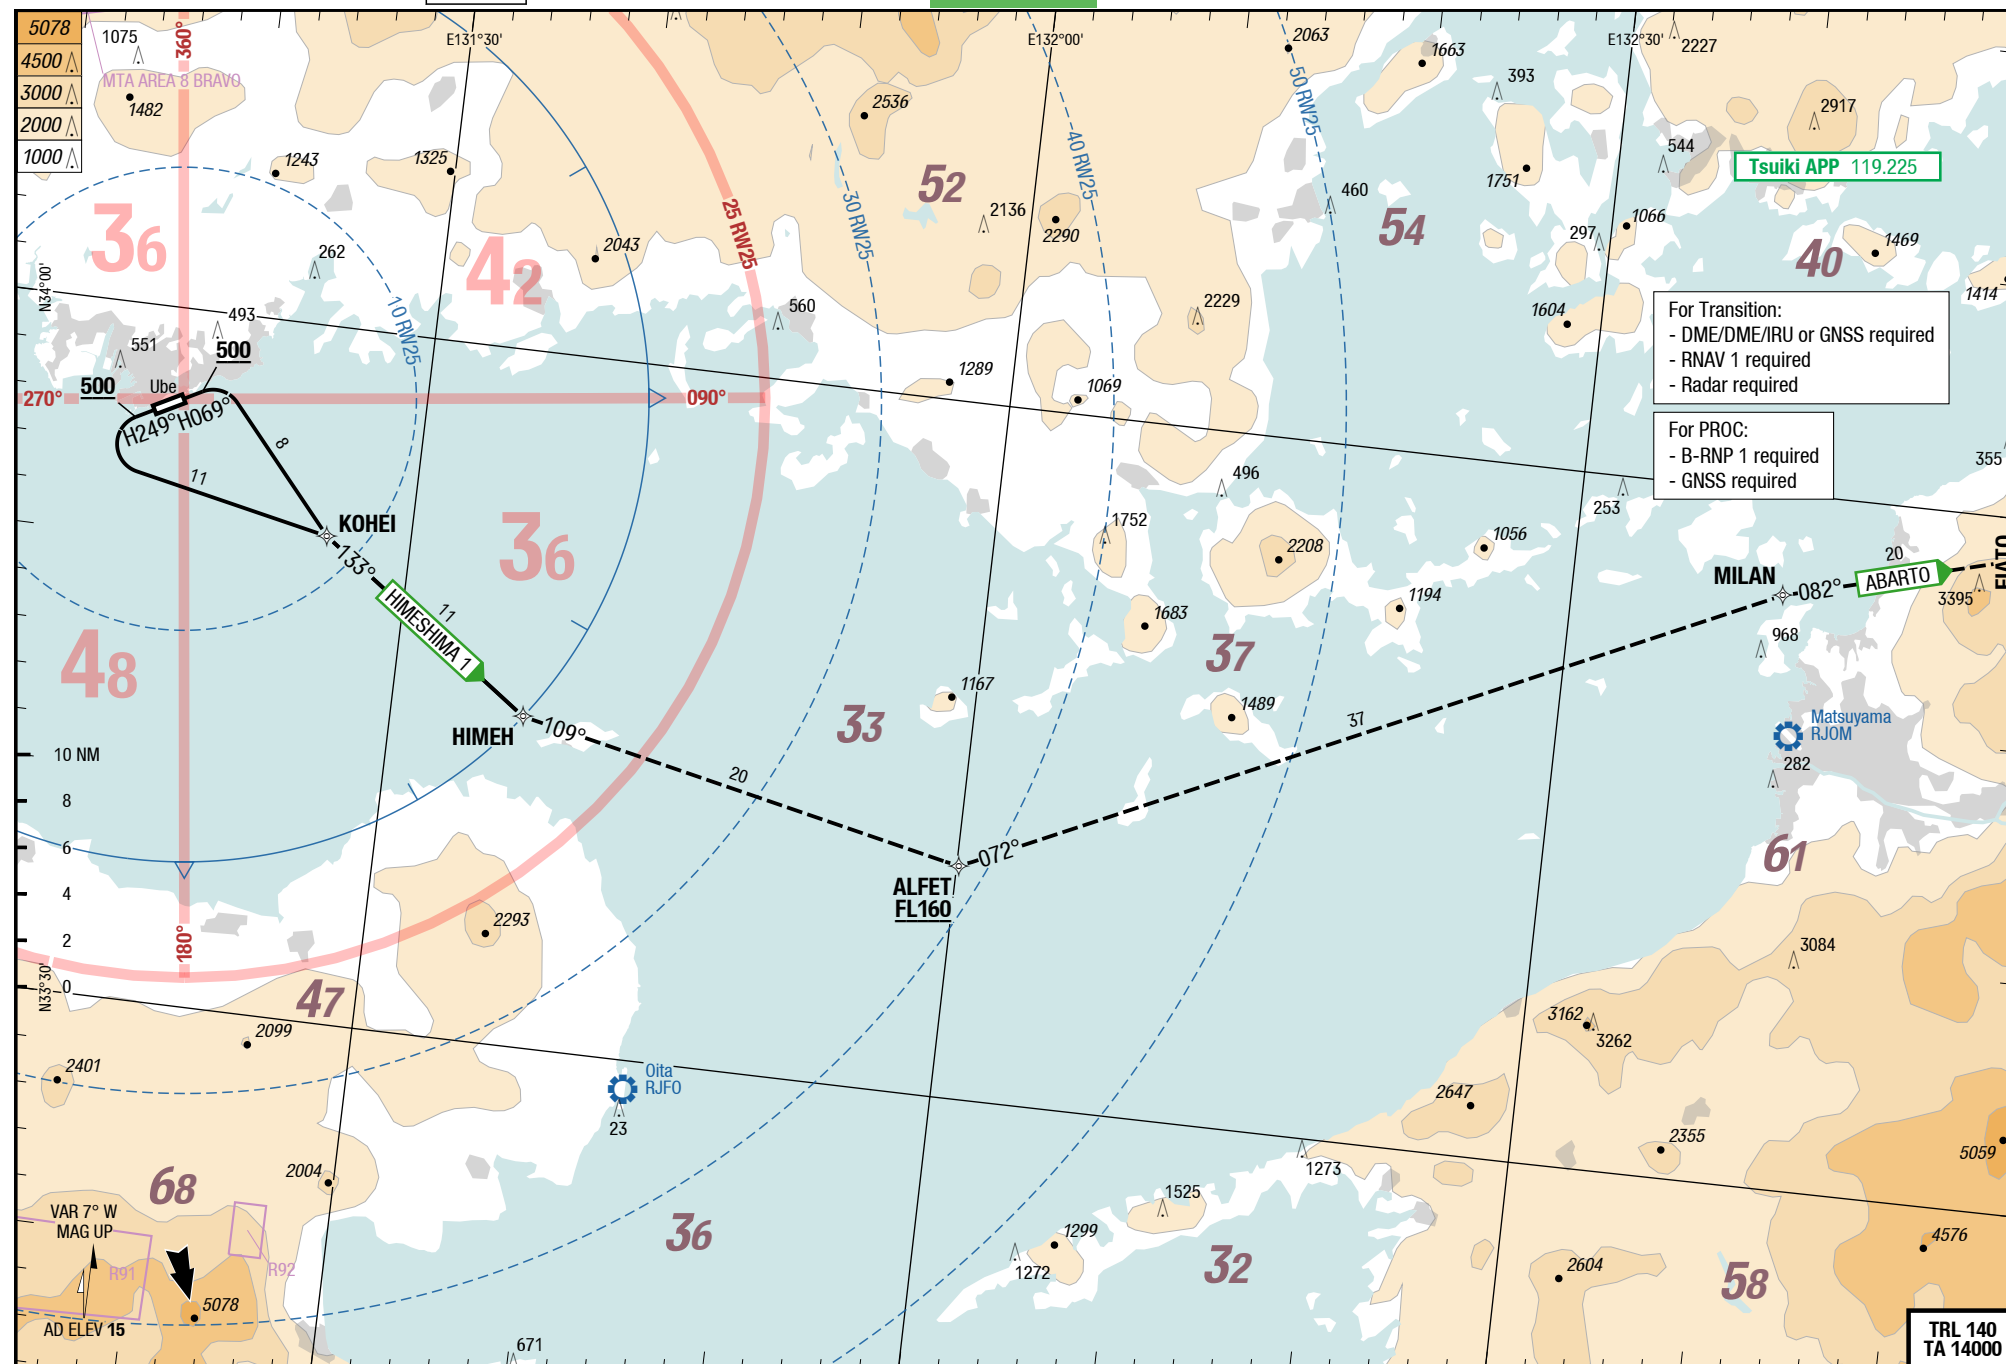 5078
4500
3000
2000
1000
1075
MTA AREA 8 BRAVO
1482
360°
E131°30'
E132°00'
E132°30'
2063
1663
2227
393
2917
544
Tsuiki APP 119.225
2536
1243
1325
50 RW25
40 RW25
30 RW25
25 RW25
10 RW25
52
54
40
36
42
1751
460
1066
297
1469
1414
2136
2290
2043
262
N34°00'
2229
1604
560
493
551
500
500
Ube
270°
090°
H249°
H069°
8
11
1289
1069
For Transition:
- DME/DME/IRU or GNSS required
- RNAV 1 required
- Radar required
For PROC:
- B-RNP 1 required
- GNSS required
355
253
496
1752
2208
1056
KOHEI
133°
11
HIMESHIMA 1
36
48
MILAN
082°
20
ABARTO
FIATO
3395
1194
1683
968
37
33
1167
1489
37
Matsuyama
RJOM
282
HIMEH
109°
20
10 NM
8
6
4
2
0
N33°30'
180°
ALFET
FL160
072°
61
2293
3084
47
2099
2401
3162
3262
Oita
RJFO
23
2647
2355
5059
2004
1273
68
VAR 7° W
MAG UP
R91
R92
5078
AD ELEV 15
36
1525
1299
1272
32
2604
58
4576
671
TRL 140
TA 14000